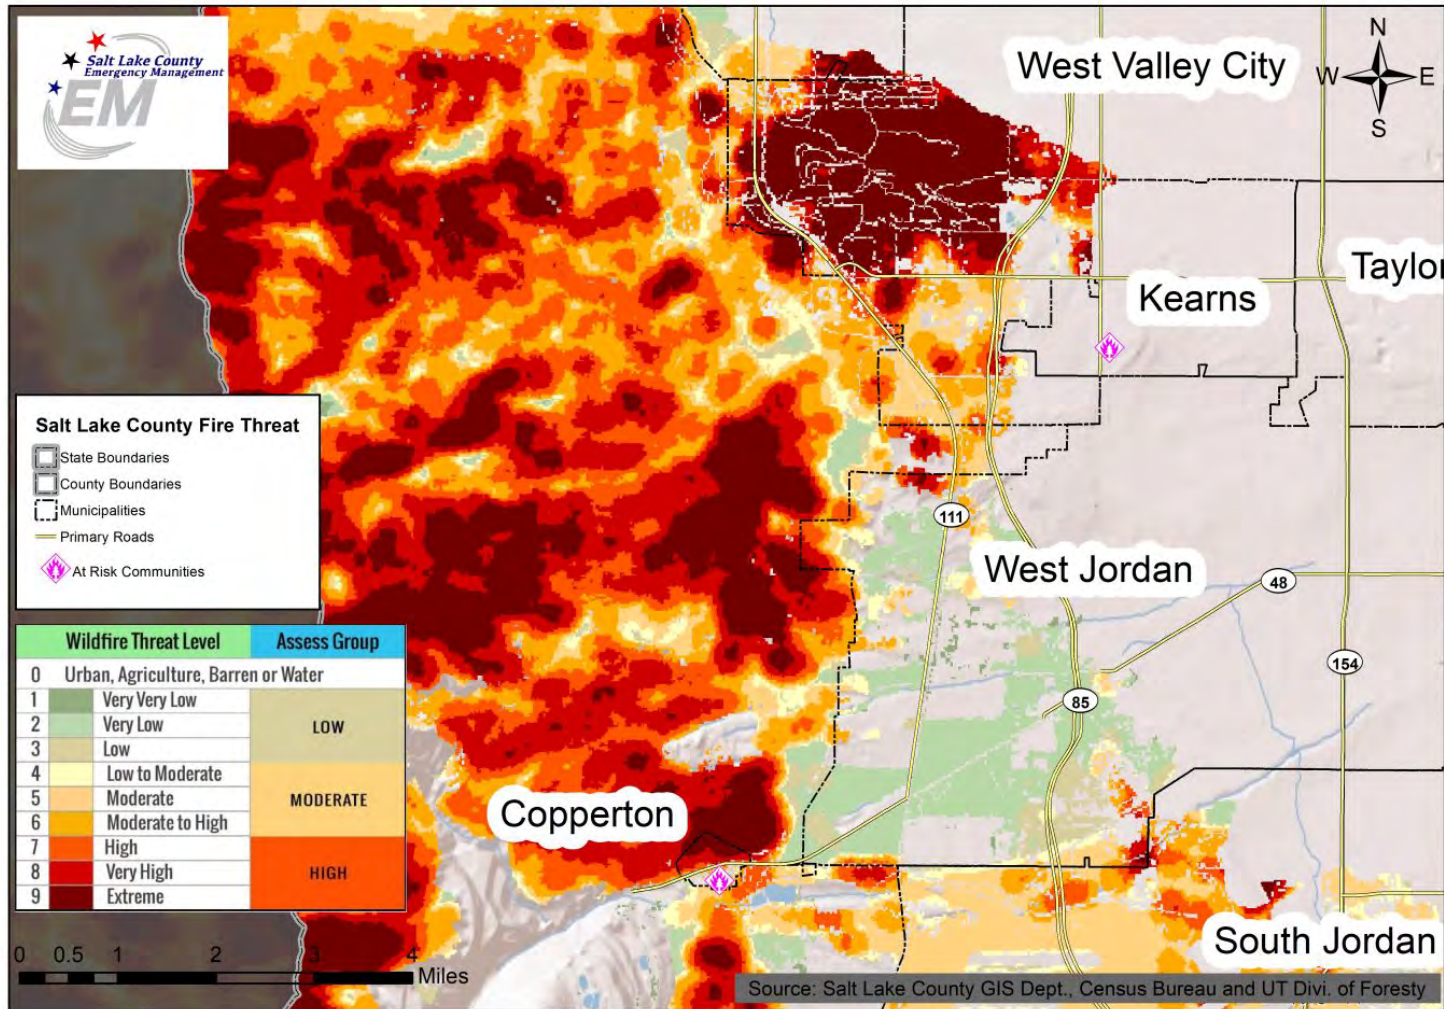 Salt Lake County
Emergency Management
EM
West Valley City
N
W E
S
Kearns
Taylor
Salt Lake County Fire Threat
State Boundaries
County Boundaries
Municipalities
Primary Roads
At Risk Communities
111
West Jordan
48
154
85
Wildfire Threat Level Assess Group
0 Urban, Agriculture, Barren or Water
1 Very Very Low
2 Very Low
3 Low
LOW
4 Low to Moderate
5 Moderate
6 Moderate to High
MODERATE
7 High
8 Very High
9 Extreme
HIGH
Copperton
South Jordan
0 0.5 1 2 3 4
Miles
Source: Salt Lake County GIS Dept., Census Bureau and UT Divi. of Foresty